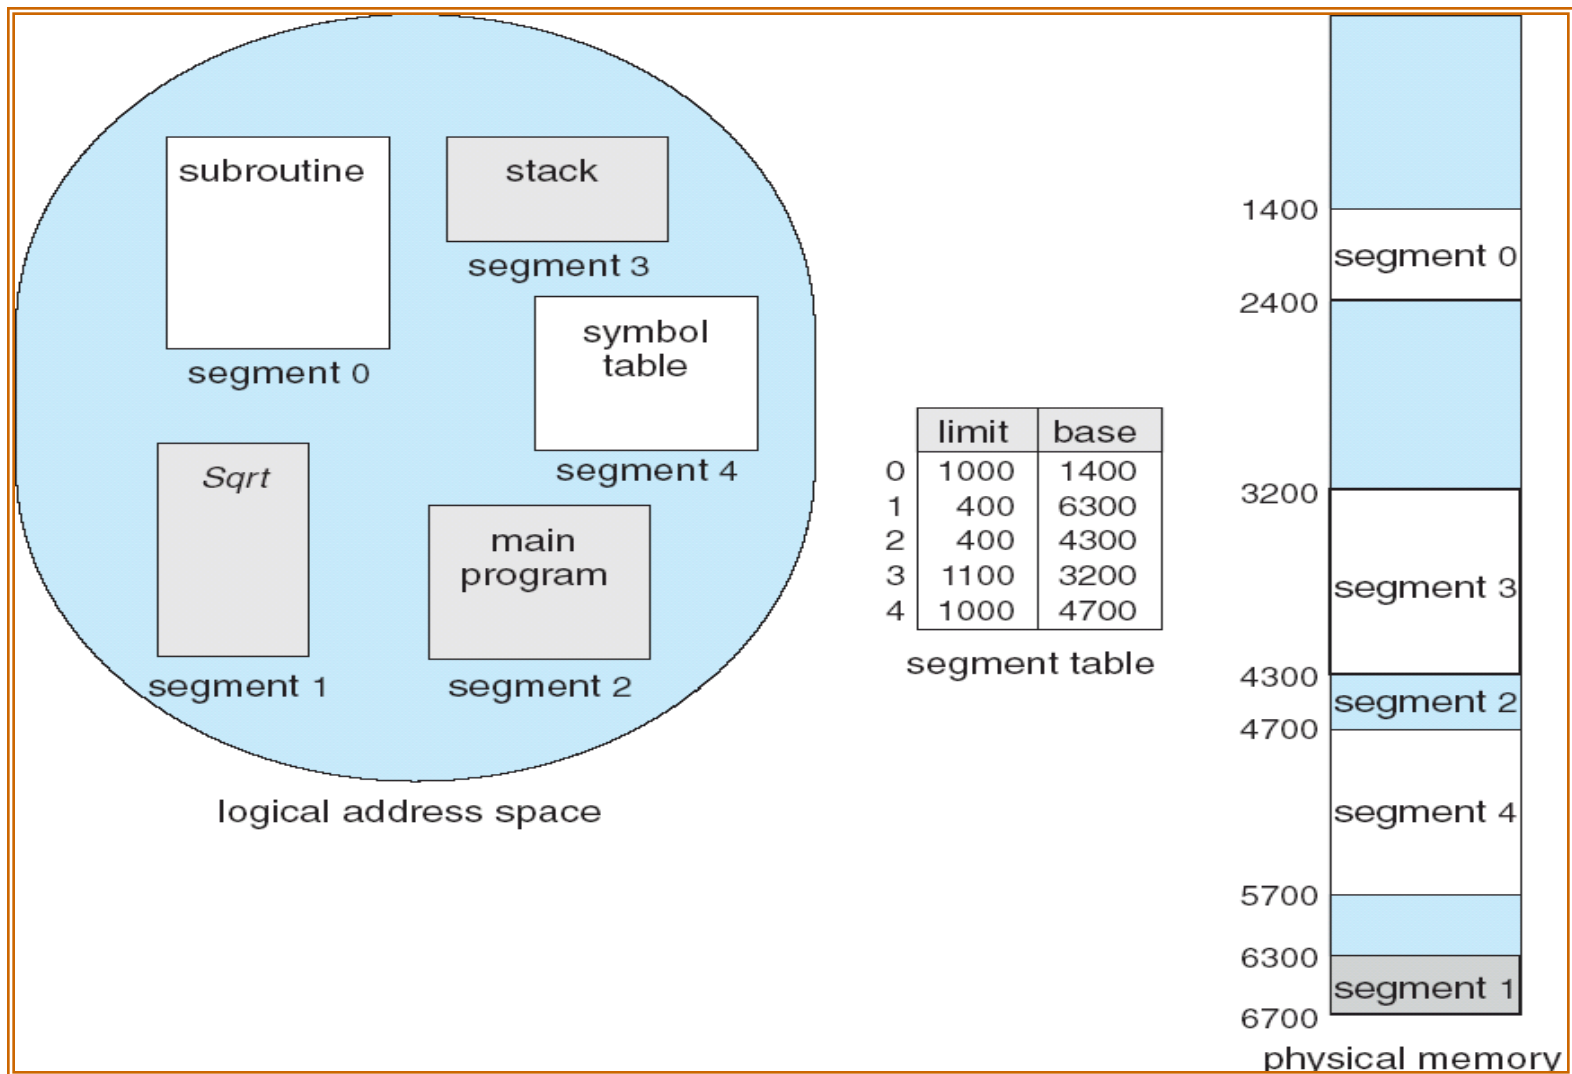 subroutine
segment 0
stack
segment 3
symbol
table
segment 4
Sqrt
segment 1
main
program
segment 2
logical address space
limit base
0 1000 1400
1 400 6300
2 400 4300
3 1100 3200
4 1000 4700
segment table
1400
segment 0
2400
3200
segment 3
4300
segment 2
4700
segment 4
5700
6300
segment 1
6700
physical memory